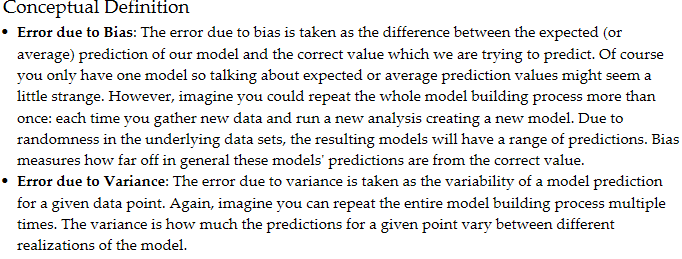 Conceptual Definition
• Error due to Bias: The error due to bias is taken as the difference between the expected (or
average) prediction of our model and the correct value which we are trying to predict. Of course
you only have one model so talking about expected or average prediction values might seem a
little strange. However, imagine you could repeat the whole model building process more than
once: each time you gather new data and run a new analysis creating a new model. Due to
randomness in the underlying data sets, the resulting models will have a range of predictions. Bias
measures how far off in general these models' predictions are from the correct value.
• Error due to Variance: The error due to variance is taken as the variability of a model prediction
for a given data point. Again, imagine you can repeat the entire model building process multiple
times. The variance is how much the predictions for a given point vary between different
realizations of the model.